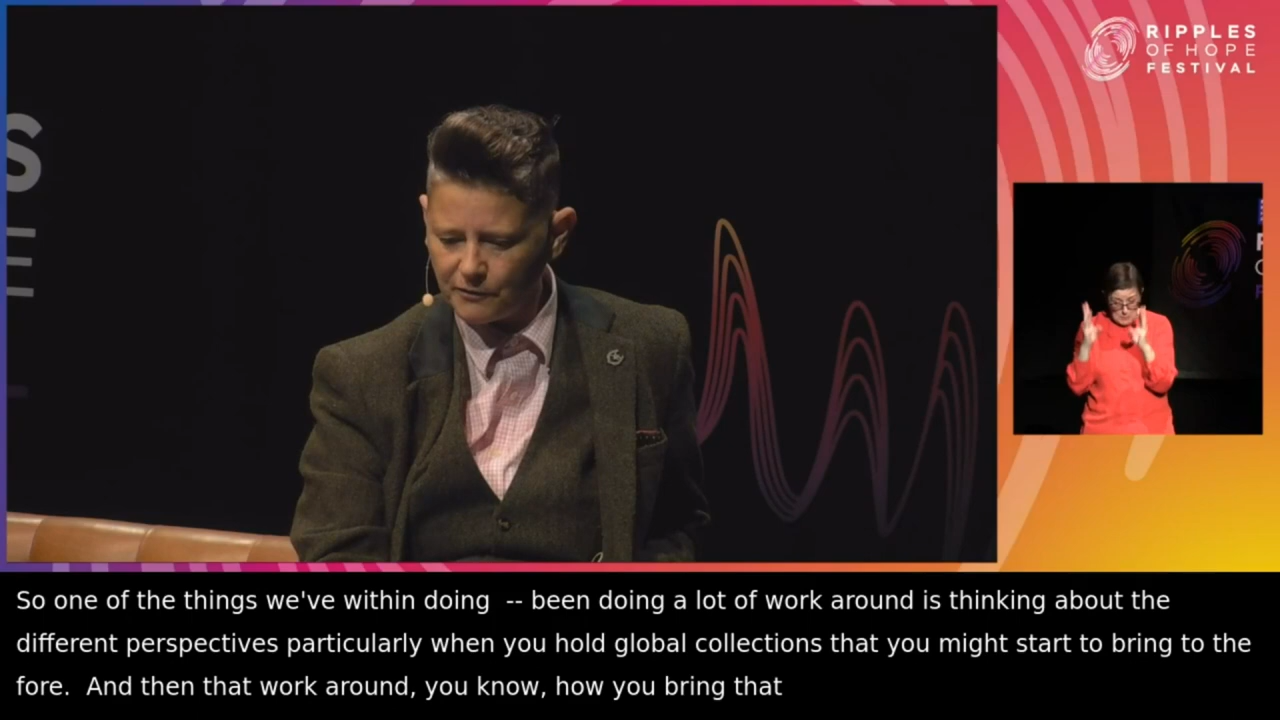 RIPPLES
OF HOPE
FESTIVAL
So one of the things we've within doing  -- been doing a lot of work around is thinking about the
different perspectives particularly when you hold global collections that you might start to bring to the
fore.  And then that work around, you know, how you bring that